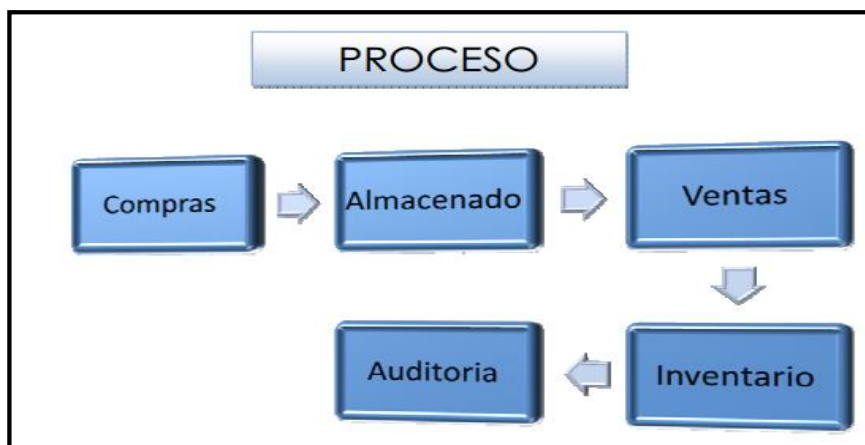 PROCESO
Compras
Almacenado
Ventas
Inventario
Auditoria